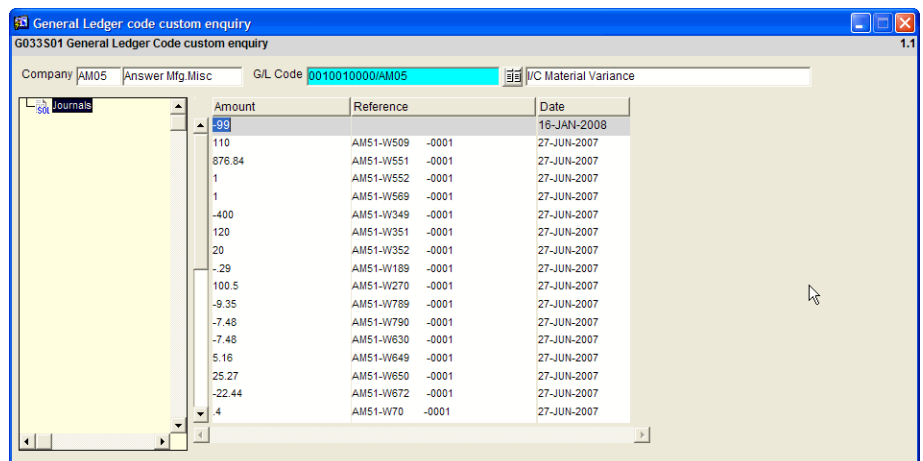 General Ledger code custom enquiry
G033S01 General Ledger Code custom enquiry 1.1
Company AM05 Answer Mfg.Misc G/L Code 0010010000/AM05 I/C Material Variance
SQL Journals
Amount Reference Date
-99 16-JAN-2008
110 AM51-W509 -0001 27-JUN-2007
876.84 AM51-W551 -0001 27-JUN-2007
1 AM51-W552 -0001 27-JUN-2007
1 AM51-W569 -0001 27-JUN-2007
-400 AM51-W349 -0001 27-JUN-2007
120 AM51-W351 -0001 27-JUN-2007
20 AM51-W352 -0001 27-JUN-2007
-.29 AM51-W189 -0001 27-JUN-2007
100.5 AM51-W270 -0001 27-JUN-2007
-9.35 AM51-W789 -0001 27-JUN-2007
-7.48 AM51-W790 -0001 27-JUN-2007
-7.48 AM51-W630 -0001 27-JUN-2007
5.16 AM51-W649 -0001 27-JUN-2007
25.27 AM51-W650 -0001 27-JUN-2007
-22.44 AM51-W672 -0001 27-JUN-2007
.4 AM51-W70 -0001 27-JUN-2007